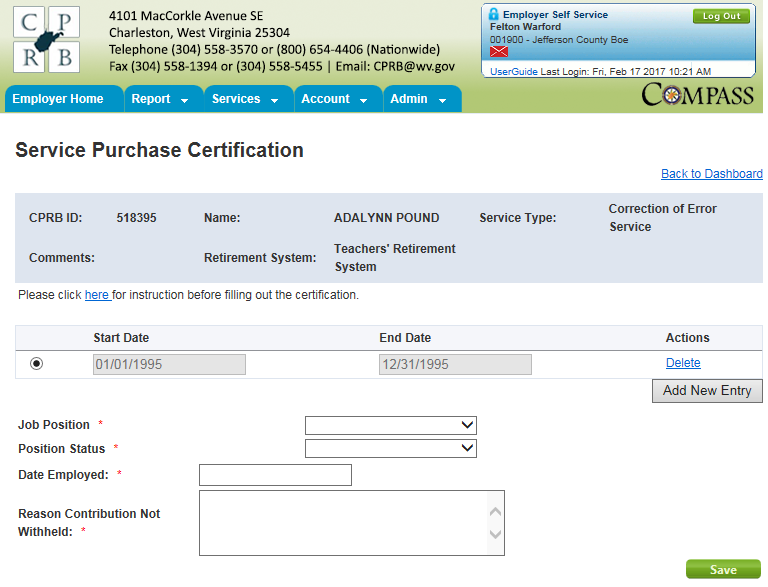 C P
R B
4101 MacCorkle Avenue SE
Charleston, West Virginia 25304
Telephone (304) 558-3570 or (800) 654-4406 (Nationwide)
Fax (304) 558-1394 or (304) 558-5455 | Email: CPRB@wv.gov
Employer Self Service
Log Out
Felton Warford
001900 - Jefferson County Boe
UserGuide Last Login: Fri, Feb 17 2017 10:21 AM
Employer Home Report Services Account Admin
COMPASS
Service Purchase Certification
Back to Dashboard
CPRB ID: 518395 Name: ADALYNN POUND Service Type: Correction of Error
Service
Comments: Retirement System: Teachers' Retirement
System
Please click here for instruction before filling out the certification.
Start Date End Date Actions
01/01/1995 12/31/1995 Delete
Add New Entry
Job Position *
Position Status *
Date Employed: *
Reason Contribution Not
Withheld: *
Save